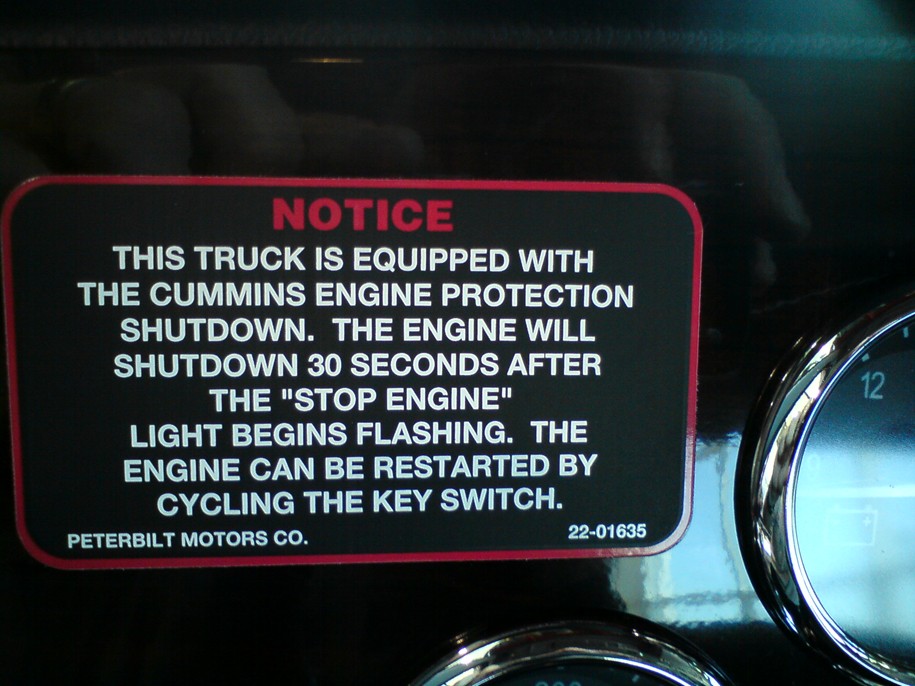 NOTICE
THIS TRUCK IS EQUIPPED WITH
THE CUMMINS ENGINE PROTECTION
SHUTDOWN. THE ENGINE WILL
SHUTDOWN 30 SECONDS AFTER
THE "STOP ENGINE"
LIGHT BEGINS FLASHING. THE
ENGINE CAN BE RESTARTED BY
CYCLING THE KEY SWITCH.
PETERBILT MOTORS CO. 22-01635
12